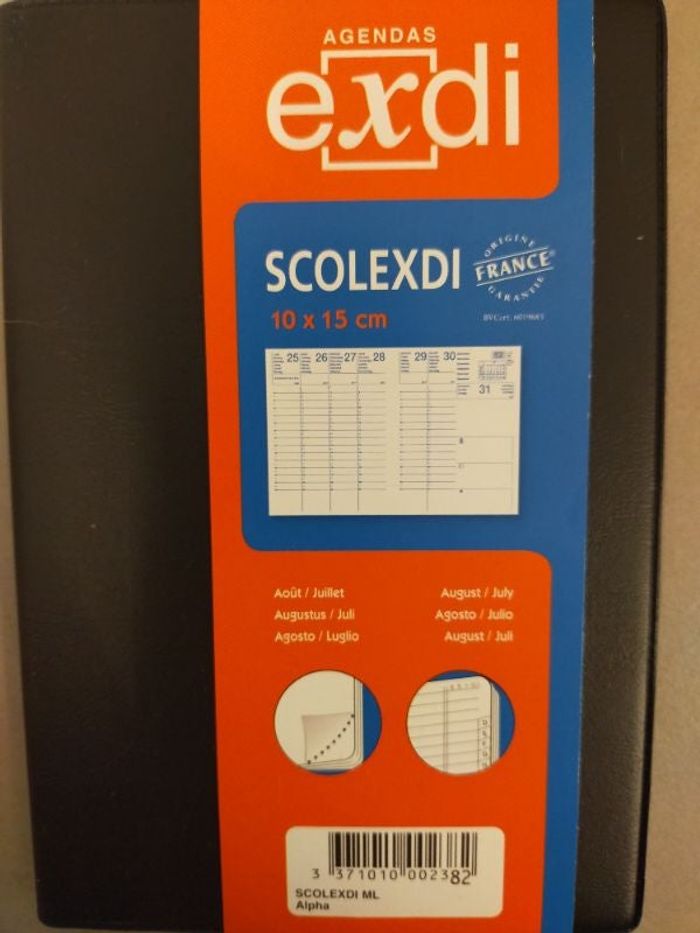 AGENDAS
exdi
SCOLEXDI
ORIGINE
FRANCE®
GARANTIE
10 x 15 cm
25 26 27 28 29 30
31
Août / Juillet
August / July
Augustus / Juli
Agosto / Julio
Agosto / Luglio
August / Juli
3 371010 002382
SCOLEXDI ML
Alpha